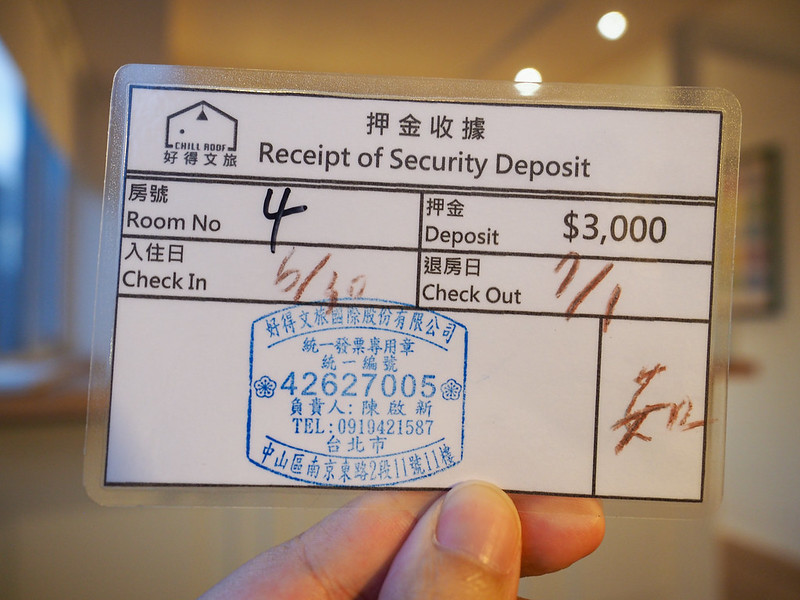 CHILL ROOF
好得文旅
押金收據
Receipt of Security Deposit
房號
Room No
4
押金
Deposit
$3,000
入住日
Check In
6/30
退房日
Check Out
7/1
好得文旅國際股份有限公司
統一發票專用章
統一編號
42627005
負責人:陳啟新
TEL:0919421587
台北市
中山區南京東路2段11號11樓